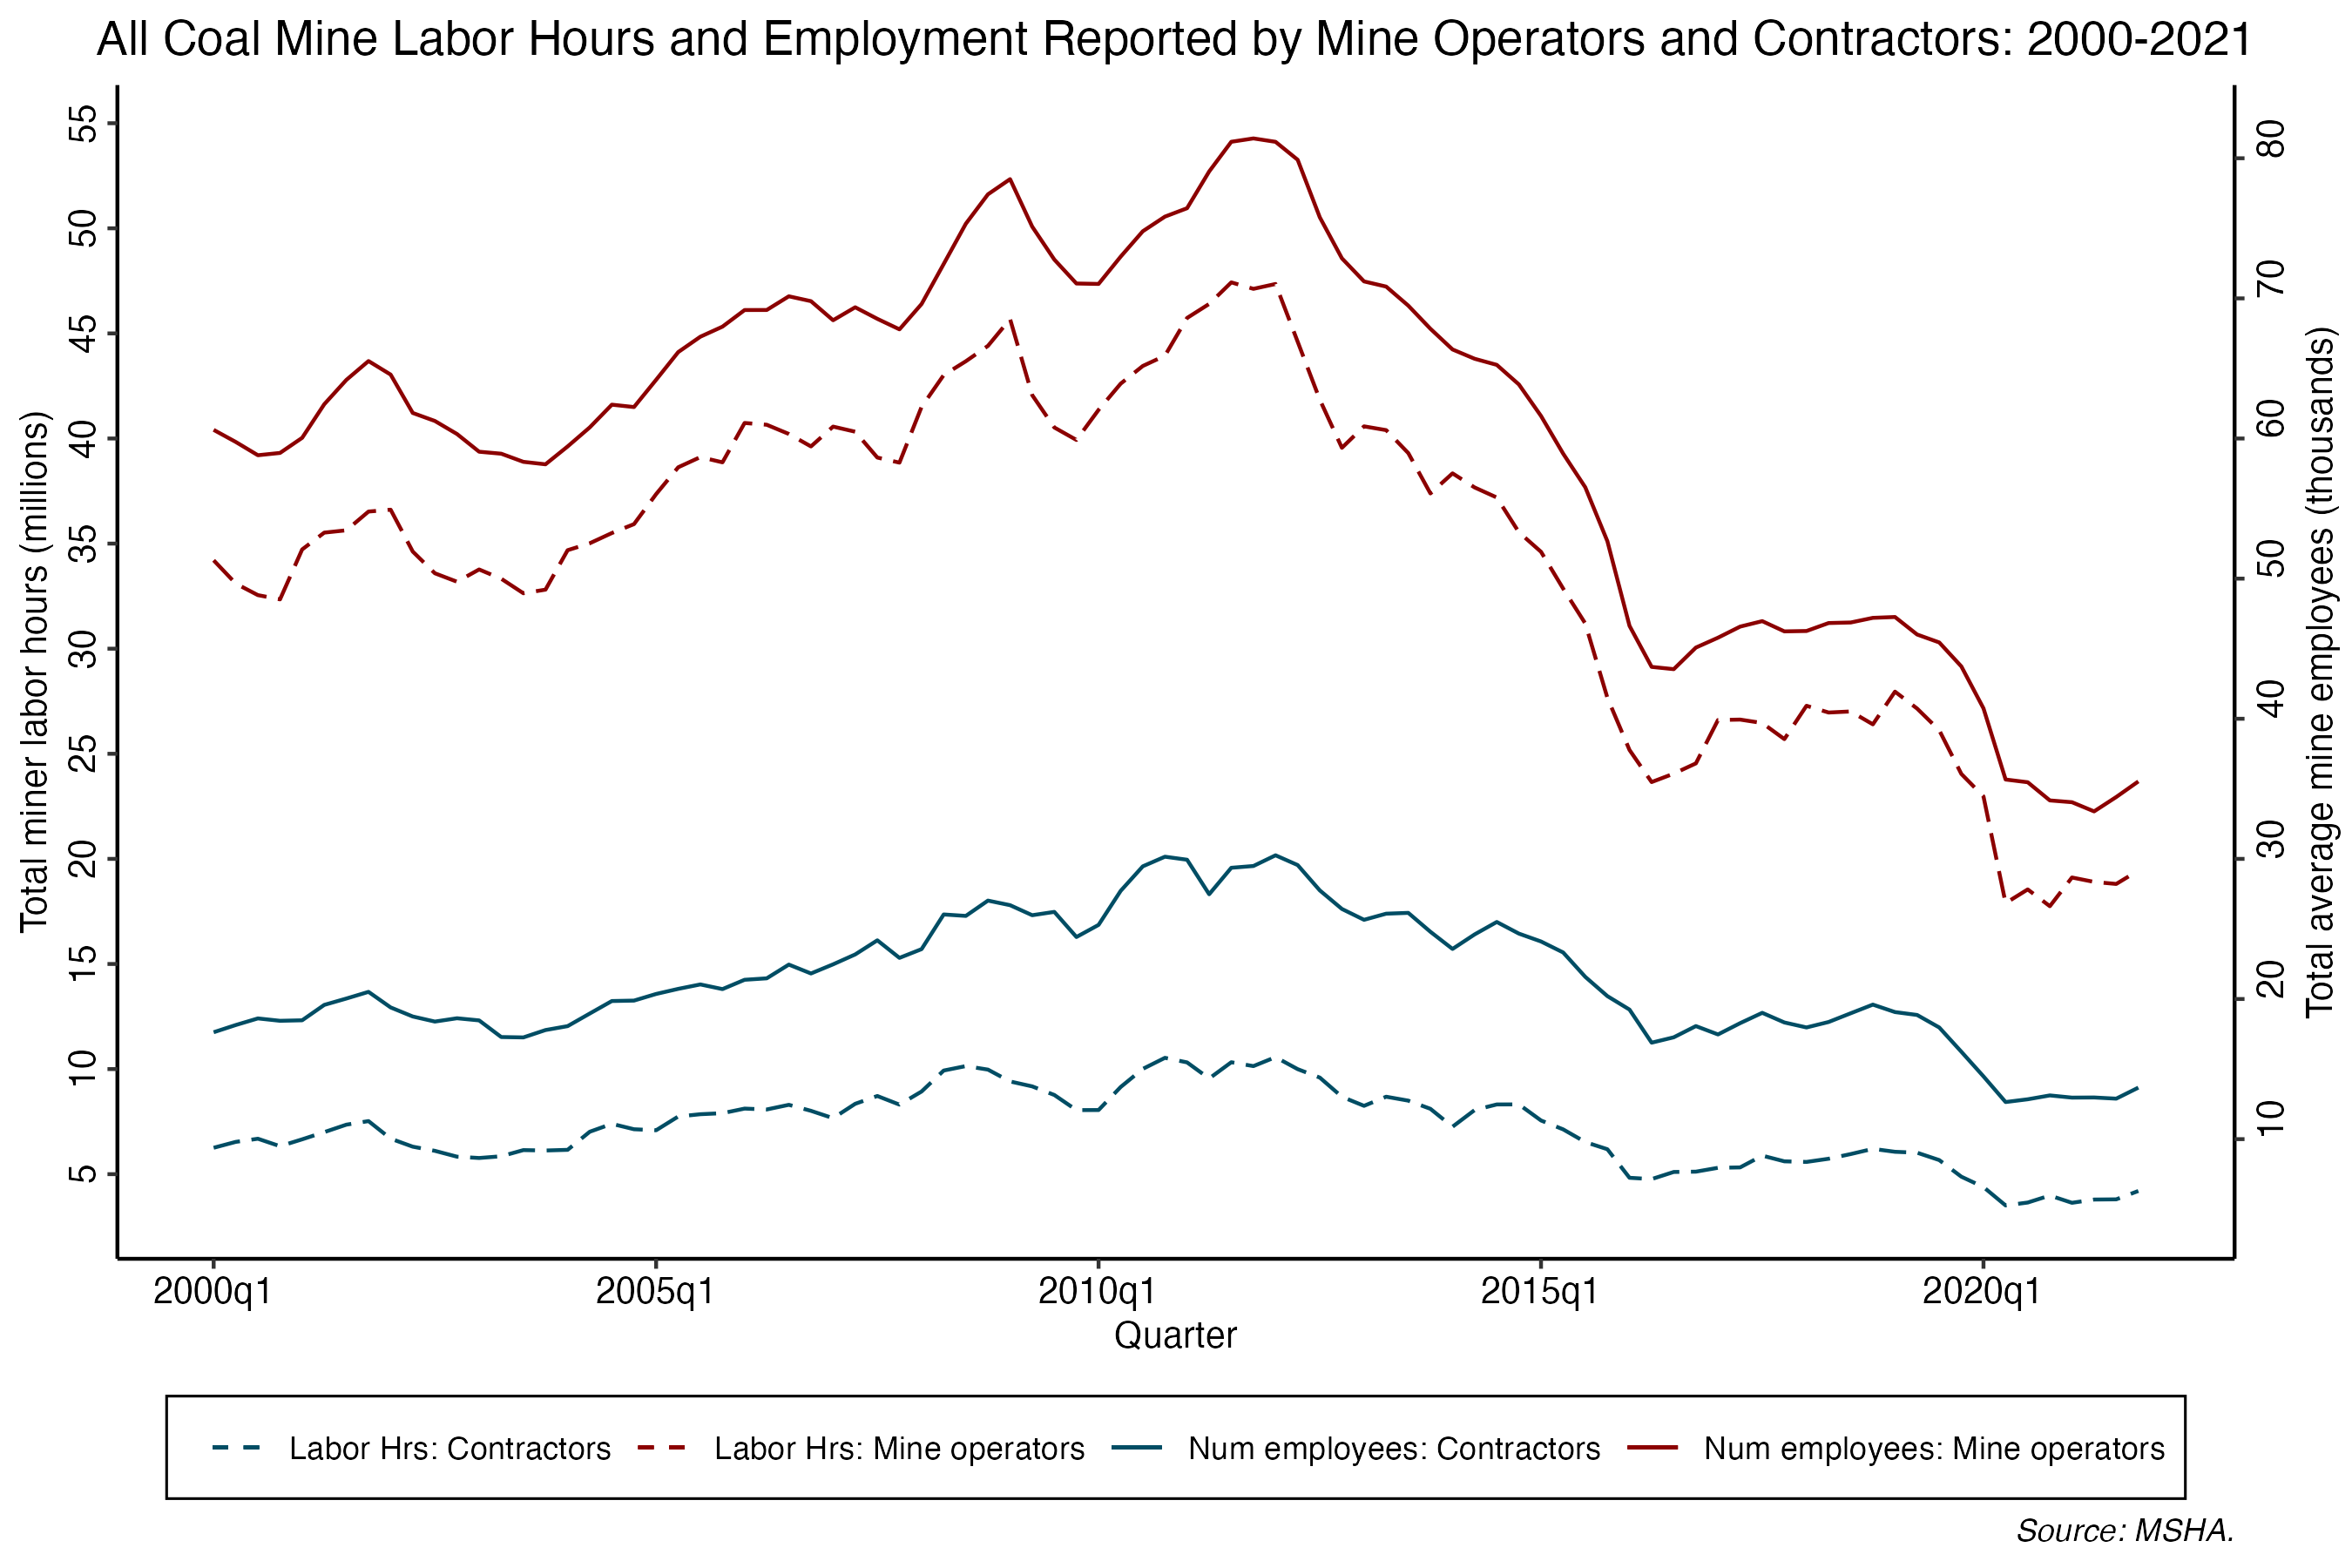 All Coal Mine Labor Hours and Employment Reported by Mine Operators and Contractors: 2000-2021
Total miner labor hours (millions)
55
50
45
40
35
30
25
20
15
10
5
80
70
60
50
40
30
20
10
Total average mine employees (thousands)
2000q1 2005q1 2010q1 2015q1 2020q1
Quarter
Labor Hrs: Contractors Labor Hrs: Mine operators Num employees: Contractors Num employees: Mine operators
Source: MSHA.